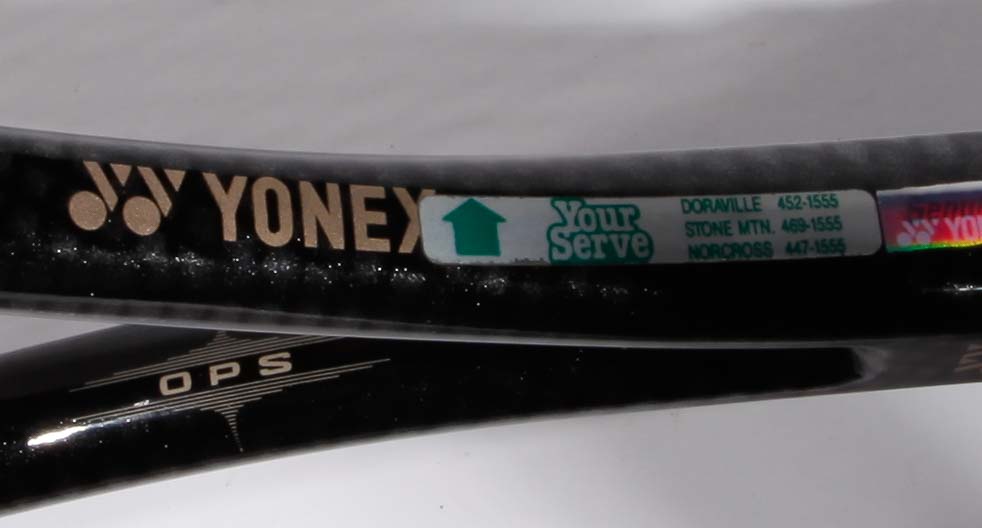 YONEX
Your
Serve
DORAVILLE 452-1555
STONE MTN. 469-1555
NORCROSS 447-1555
OPS